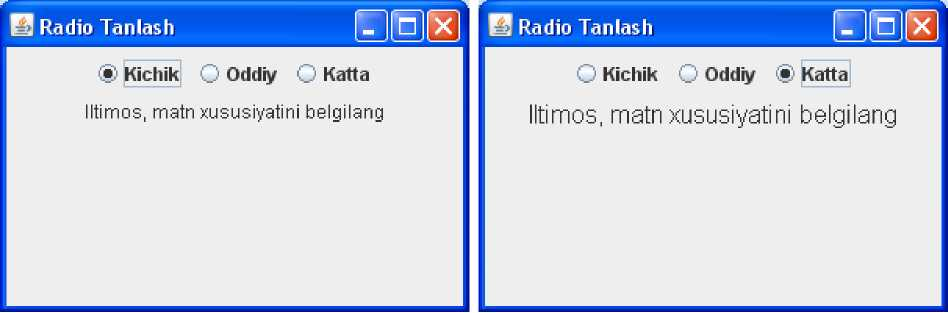 Radio Tanlash
Kichik Oddiy Katta
Iltimos, matn xususiyatini belgilang
Radio Tanlash
Kichik Oddiy Katta
Iltimos, matn xususiyatini belgilang